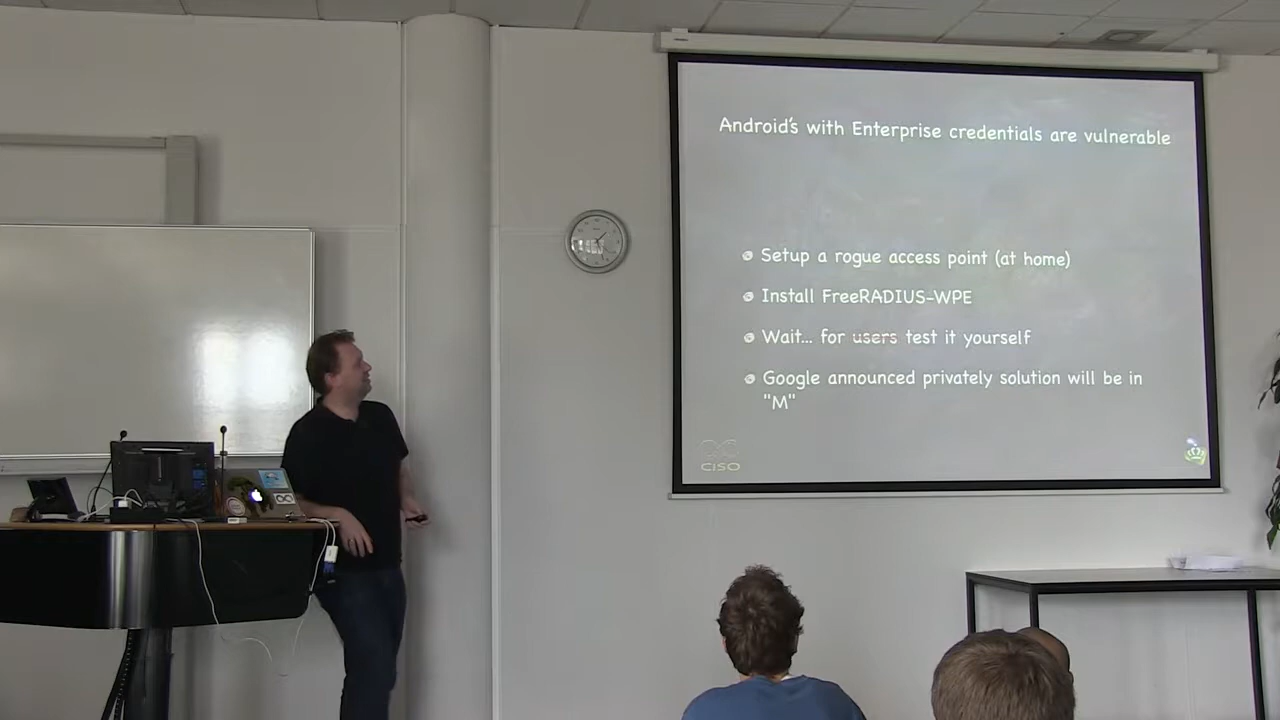 Android's with Enterprise credentials are vulnerable
Setup a rogue access point (at home)
Install FreeRADIUS-WPE
Wait... for users test it yourself
Google announced privately solution will be in
"M"
CISO